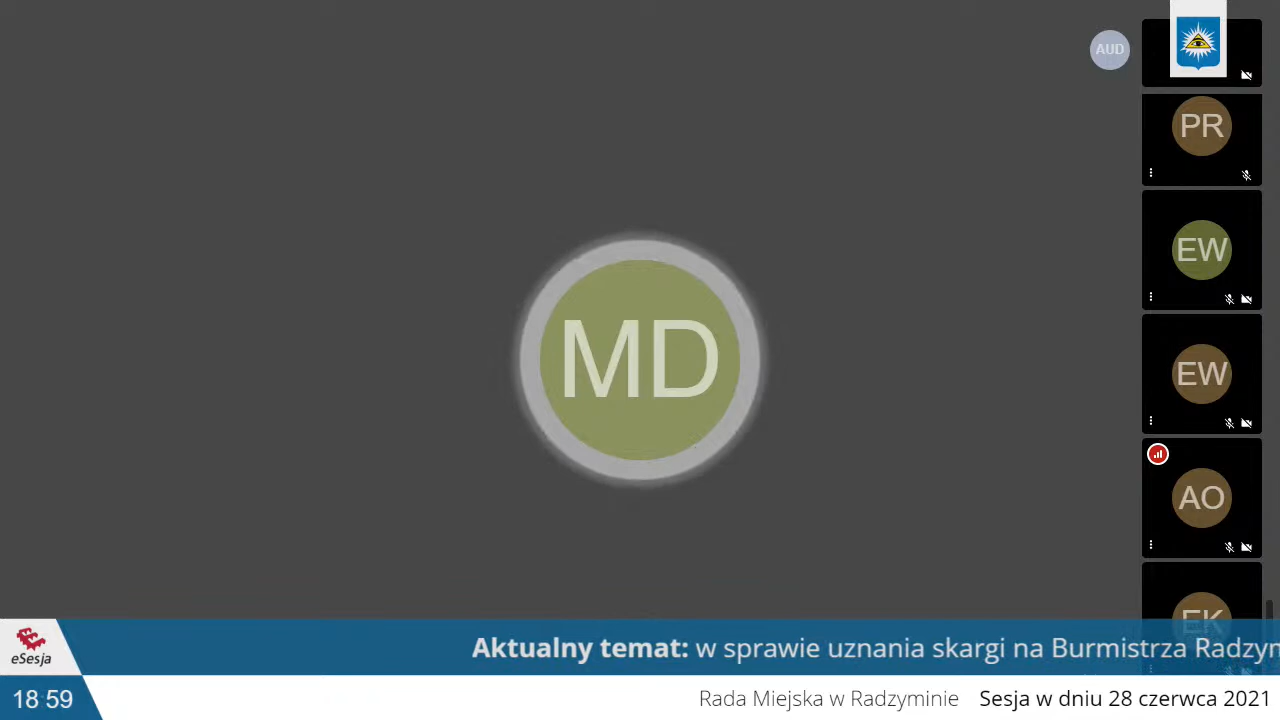 AUD
PR
EW
EW
AO
EK
MD
Aktualny temat: w sprawie uznania skargi na Burmistrza
eSesja
18:59
Rada Miejska w Radzyminie Sesja w dniu 28 czerwca 2021